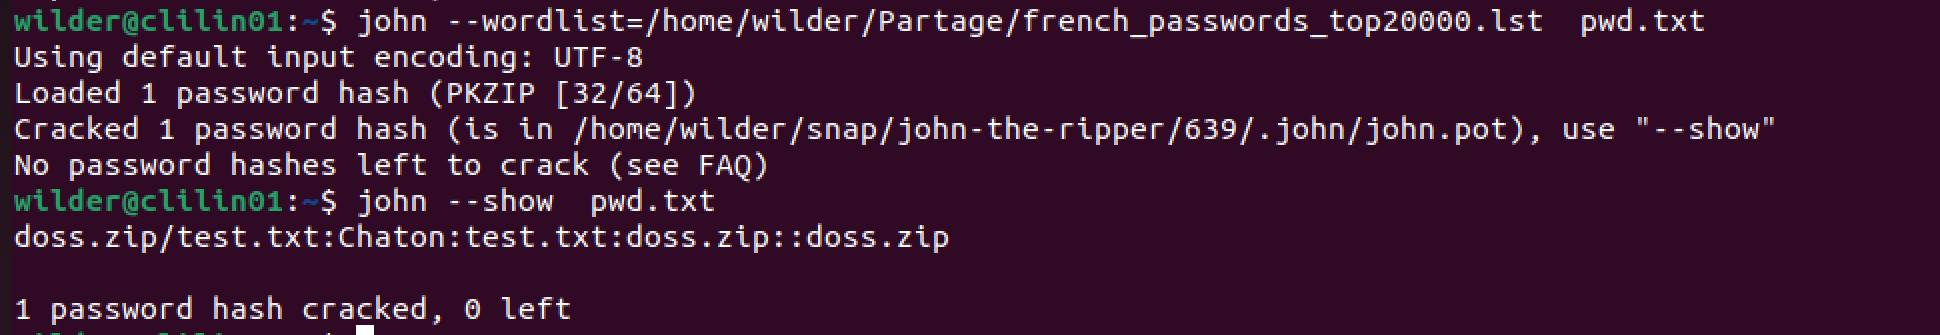 wilder@clilin01:~$ john --wordlist=/home/wilder/Partage/french_passwords_top20000.lst  pwd.txt
Using default input encoding: UTF-8
Loaded 1 password hash (PKZIP [32/64])
Cracked 1 password hash (is in /home/wilder/snap/john-the-ripper/639/.john/john.pot), use "--show"
No password hashes left to crack (see FAQ)
wilder@clilin01:~$ john --show  pwd.txt
doss.zip/test.txt:Chaton:test.txt:doss.zip::doss.zip
1 password hash cracked, 0 left